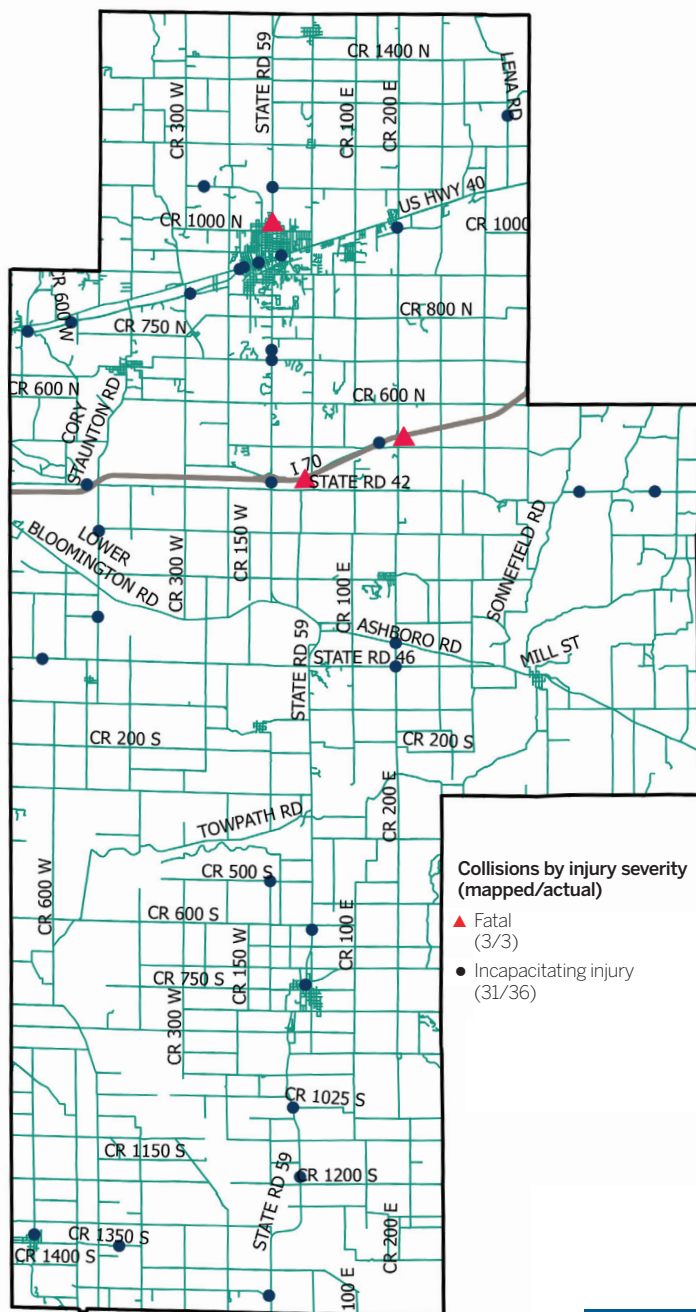 CR 1400 N
LENA RD
STATE RD 59
CR 300 W
CR 100 E
CR 200 E
US HWY 40
CR 1000 N
CR 1000
CR 600 N
CR 800 N
CR 750 N
CR 600 N
CR 600 N
CORY
STAUNTON RD
I 70
STATE RD 42
SONNEFIELD RD
LOWER
BLOOMINGTON RD
CR 300 W
CR 150 W
CR 100 E
ASHBORO RD
STATE RD 59
STATE RD 46
MILL ST
CR 200 S
CR 200 S
CR 200 E
TOWPATH RD
CR 500 S
CR 600 W
CR 600 S
CR 150 W
CR 100 E
CR 750 S
CR 300 W
CR 1025 S
CR 1150 S
CR 1200 S
STATE RD 59
CR 200 E
CR 1350 S
CR 1400 S
100 E
Collisions by injury severity
(mapped/actual)
Fatal
(3/3)
Incapacitating injury
(31/36)